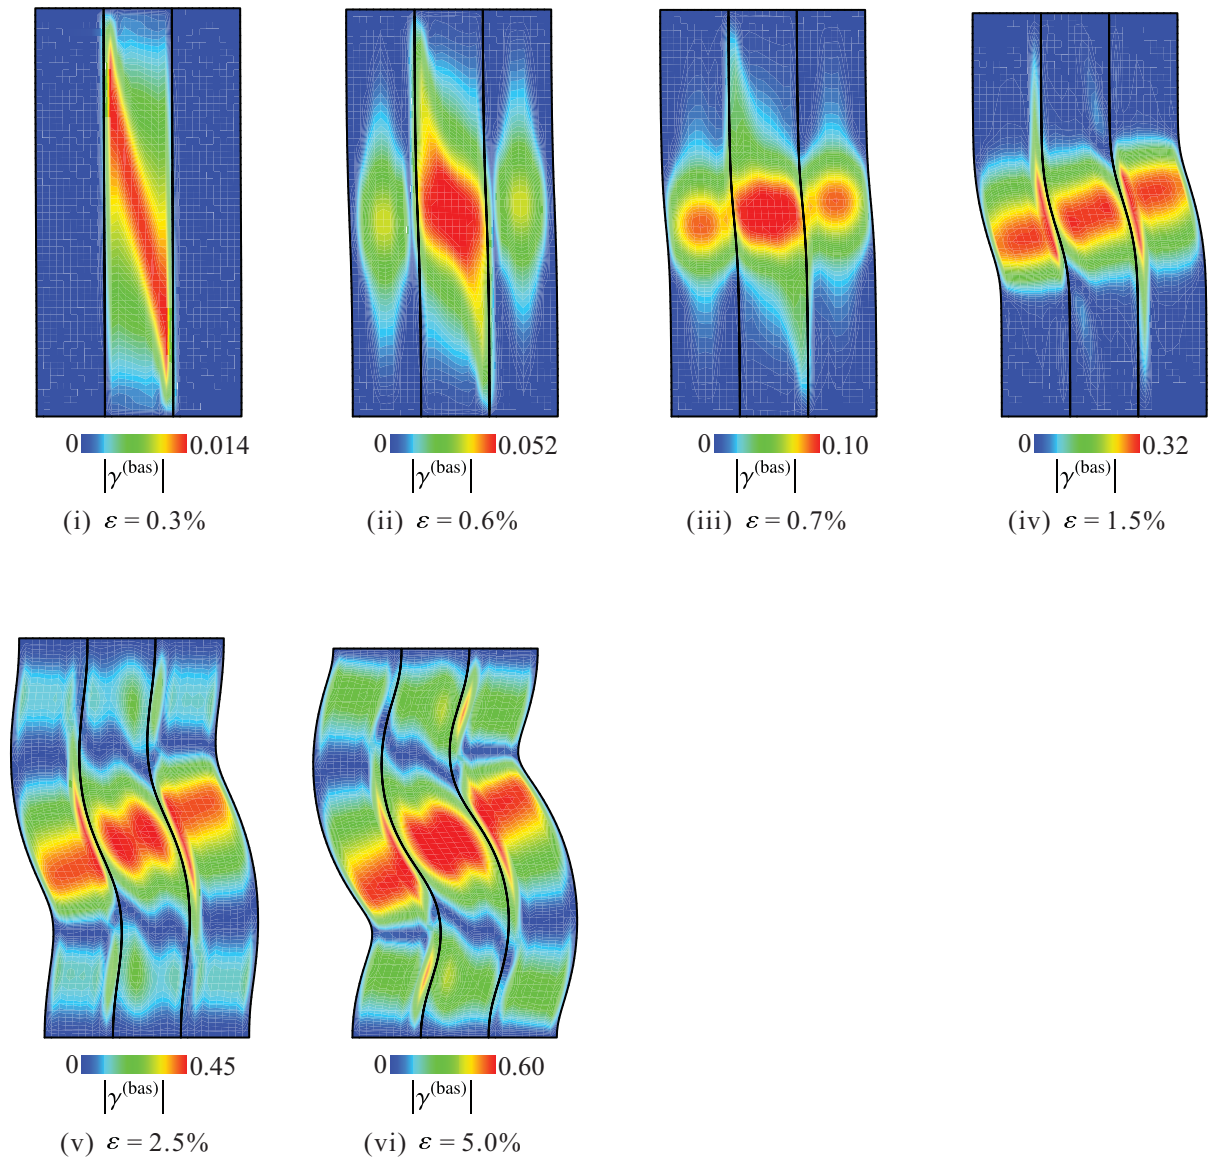 0 0.014 0 0.052 0 0.10 0 0.32
|γ^(bas)| |γ^(bas)| |γ^(bas)| |γ^(bas)|
(i) ε = 0.3% (ii) ε = 0.6% (iii) ε = 0.7% (iv) ε = 1.5%
0 0.45 0 0.60
|γ^(bas)| |γ^(bas)|
(v) ε = 2.5% (vi) ε = 5.0%